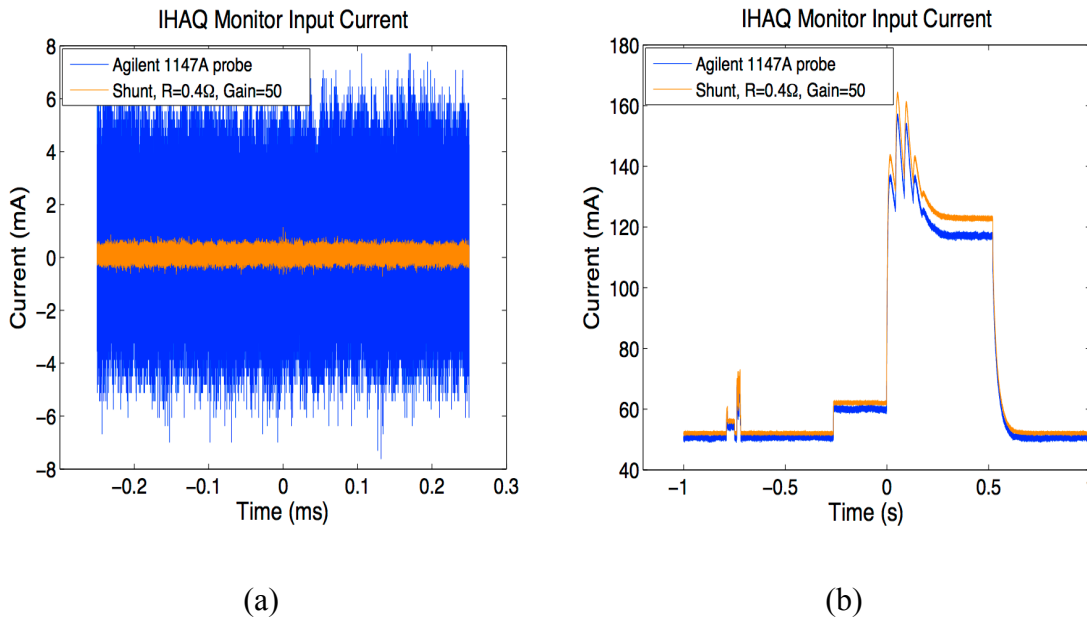 IHAQ Monitor Input Current
Agilent 1147A probe
Shunt, R=0.4Ω, Gain=50
Current (mA)
8
6
4
2
0
−2
−4
−6
−8
−0.2
−0.1
0
0.1
0.2
0.3
Time (ms)
(a)
IHAQ Monitor Input Current
Agilent 1147A probe
Shunt, R=0.4Ω, Gain=50
Current (mA)
180
160
140
120
100
80
60
40
−1
−0.5
0
0.5
Time (s)
(b)